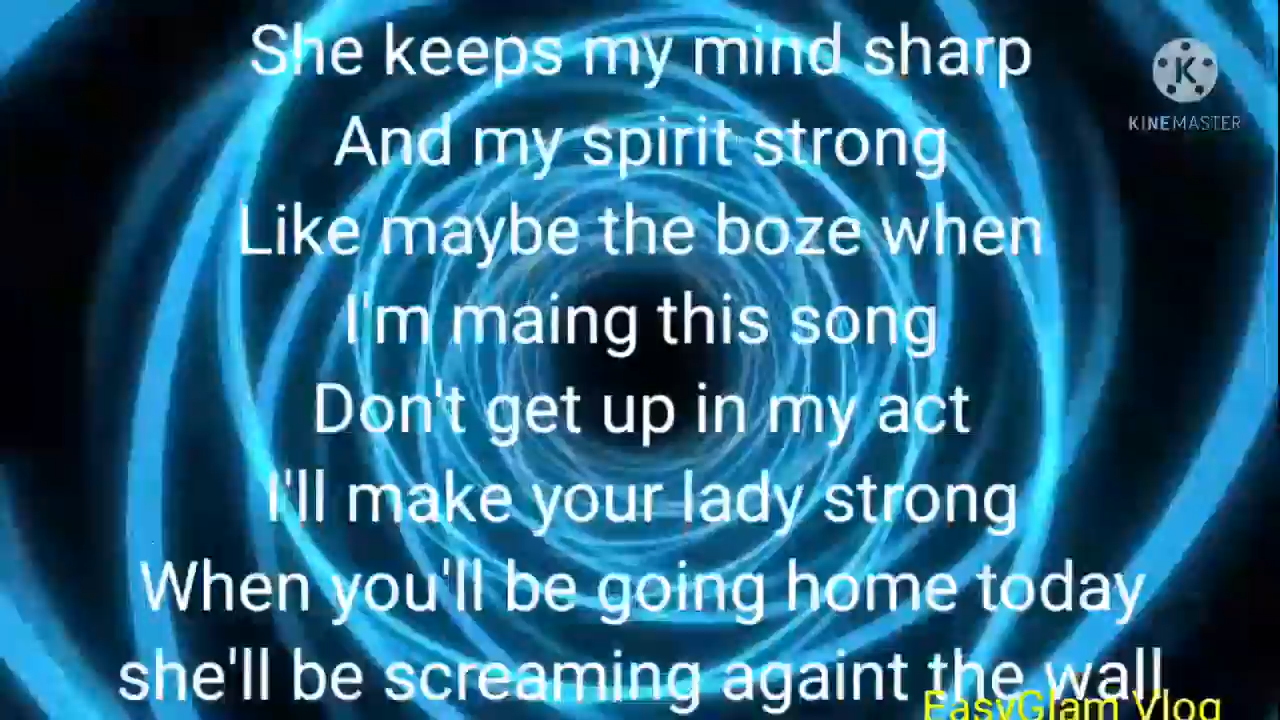 She keeps my mind sharp
K
KINEMASTER
And my spirit strong
Like maybe the boze when
I'm maing this song
Don't get up in my act
I'll make your lady strong
When you'll be going home today
she'll be screaming againt the wall
EasyGlam Vlog